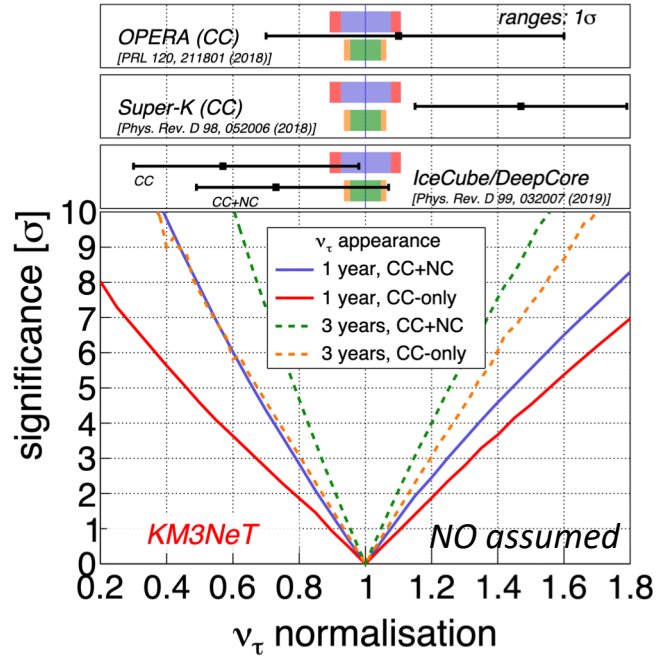 ranges: 1σ
OPERA (CC)
[PRL 120, 211801 (2018)]
Super-K (CC)
[Phys. Rev. D 98, 052006 (2018)]
CC
IceCube/DeepCore
CC+NC
[Phys. Rev. D 99, 032007 (2019)]
significance [σ]
10
9
8
7
6
5
4
3
2
1
0
ν_τ appearance
1 year, CC+NC
1 year, CC-only
3 years, CC+NC
3 years, CC-only
KM3NeT
NO assumed
0.2 0.4 0.6 0.8 1 1.2 1.4 1.6 1.8
ν_τ normalisation